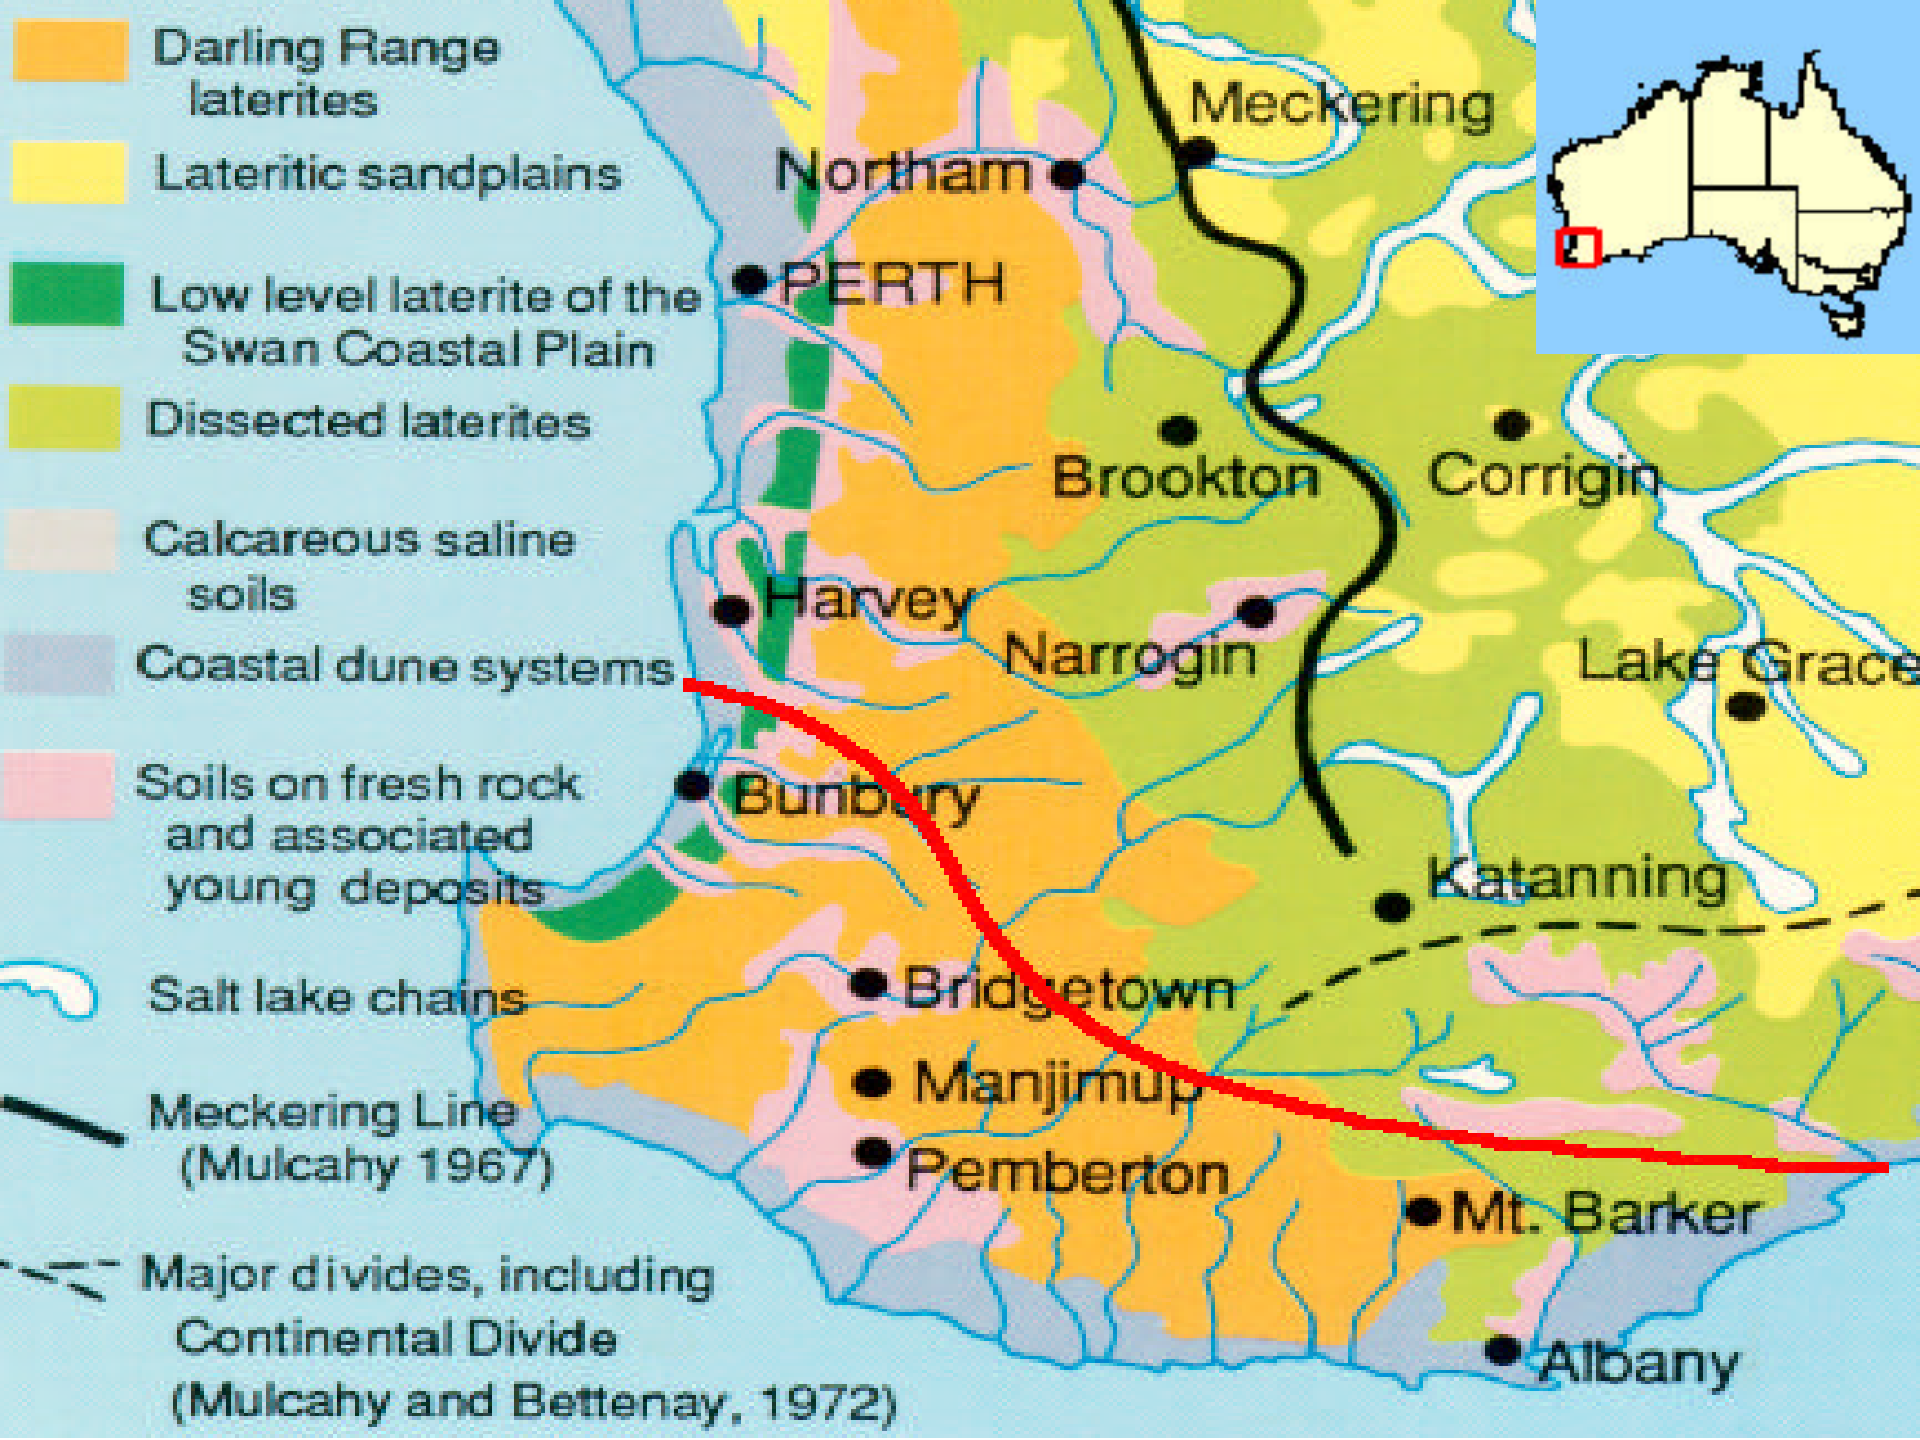 Darling Range
laterites
Lateritic sandplains
Low level laterite of the
Swan Coastal Plain
Dissected laterites
Calcareous saline
soils
Coastal dune systems
Soils on fresh rock
and associated
young deposits
Salt lake chains
Meckering Line
(Mulcahy 1967)
Major divides, including
Continental Divide
(Mulcahy and Bettenay, 1972)
Meckering
Northam
PERTH
Brookton
Corrigin
Harvey
Narrogin
Lake Grace
Bunbury
Katanning
Bridgetown
Manjimup
Pemberton
Mt. Barker
Albany